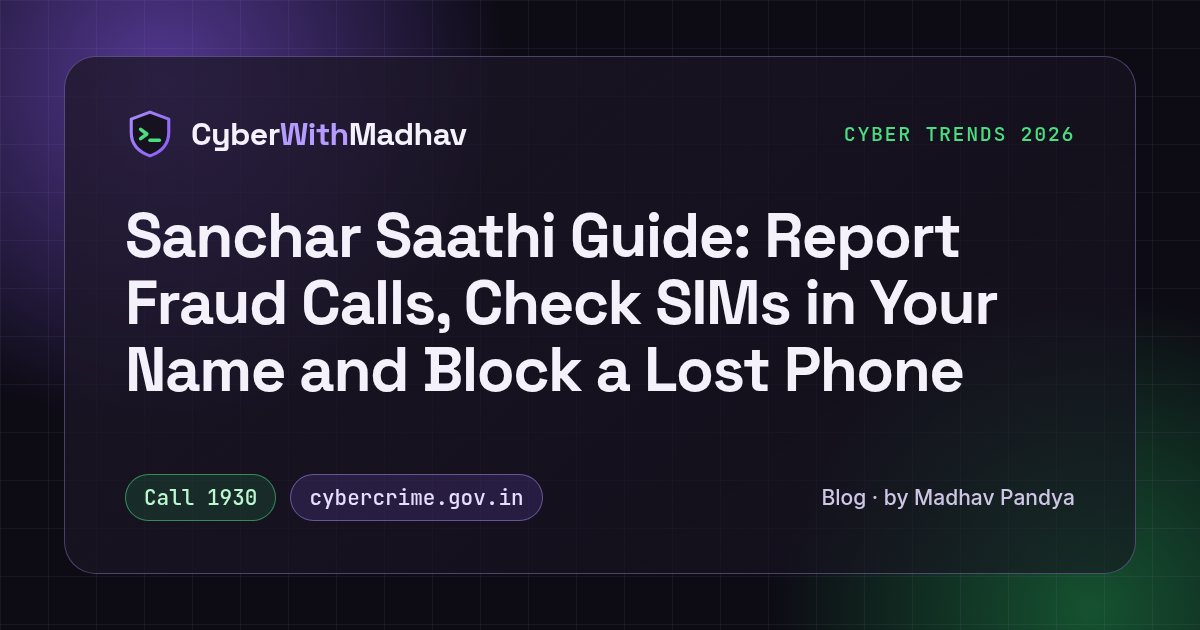 CyberWithMadhav
CYBER TRENDS 2026
Sanchar Saathi Guide: Report
Fraud Calls, Check SIMs in Your
Name and Block a Lost Phone
Call 1930
cybercrime.gov.in
Blog · by Madhav Pandya